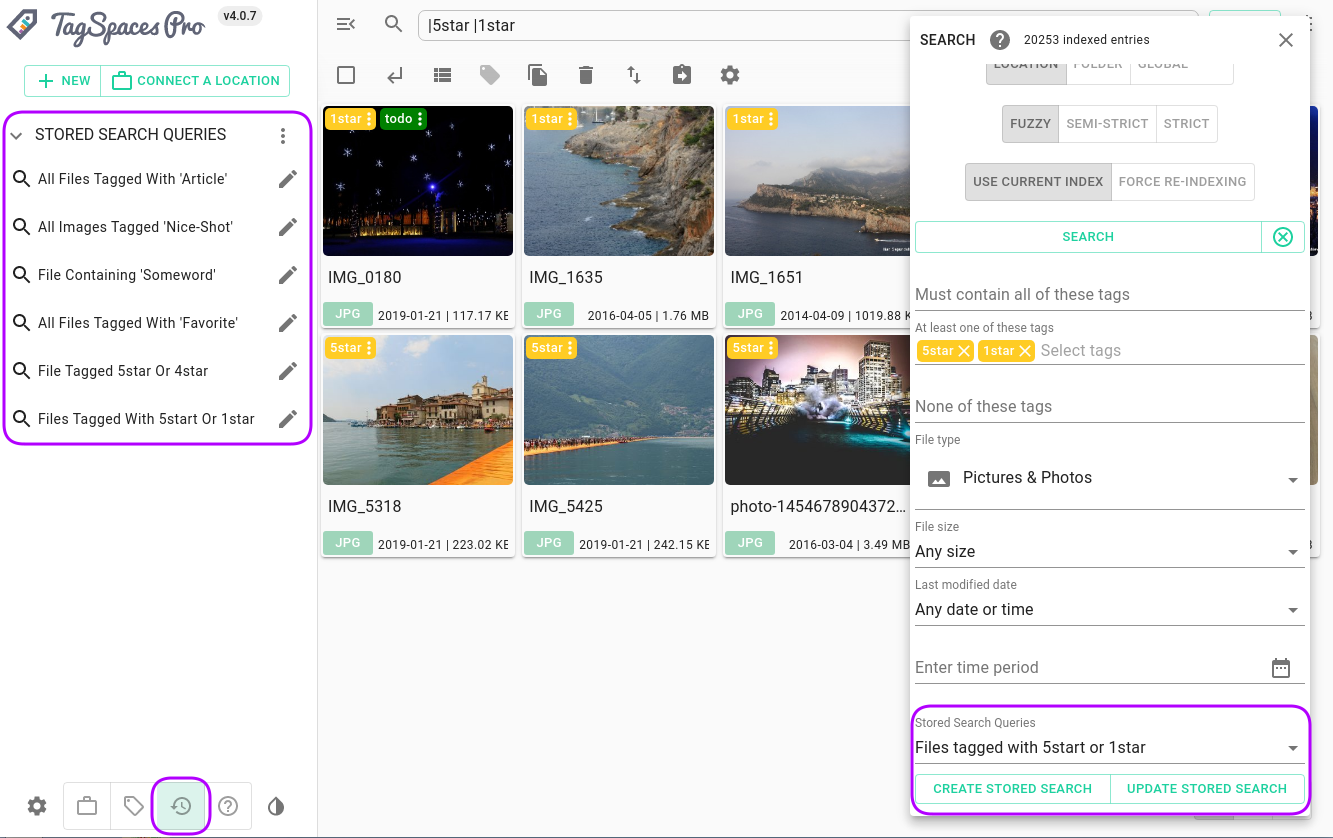 TagSpaces Pro
v4.0.7
NEW
CONNECT A LOCATION
STORED SEARCH QUERIES
All Files Tagged With 'Article'
All Images Tagged 'Nice-Shot'
File Containing 'Someword'
All Files Tagged With 'Favorite'
File Tagged 5star Or 4star
Files Tagged With 5start Or 1star
|5star |1star
1star
todo
1star
1star
IMG_0180
IMG_1635
IMG_1651
JPG
2019-01-21 | 117.17 KB
JPG
2016-04-05 | 1.76 MB
JPG
2014-04-09 | 1019.88 K
5star
5star
5star
IMG_5318
IMG_5425
photo-1454678904372...
JPG
2019-01-21 | 223.02 KB
JPG
2019-01-21 | 242.15 KB
JPG
2016-03-04 | 3.49 MB
SEARCH
20253 indexed entries
LOCATION
FOLDER
GLOBAL
FUZZY
SEMI-STRICT
STRICT
USE CURRENT INDEX
FORCE RE-INDEXING
SEARCH
Must contain all of these tags
At least one of these tags
5star
1star
Select tags
None of these tags
File type
Pictures & Photos
File size
Any size
Last modified date
Any date or time
Enter time period
Stored Search Queries
Files tagged with 5start or 1star
CREATE STORED SEARCH
UPDATE STORED SEARCH